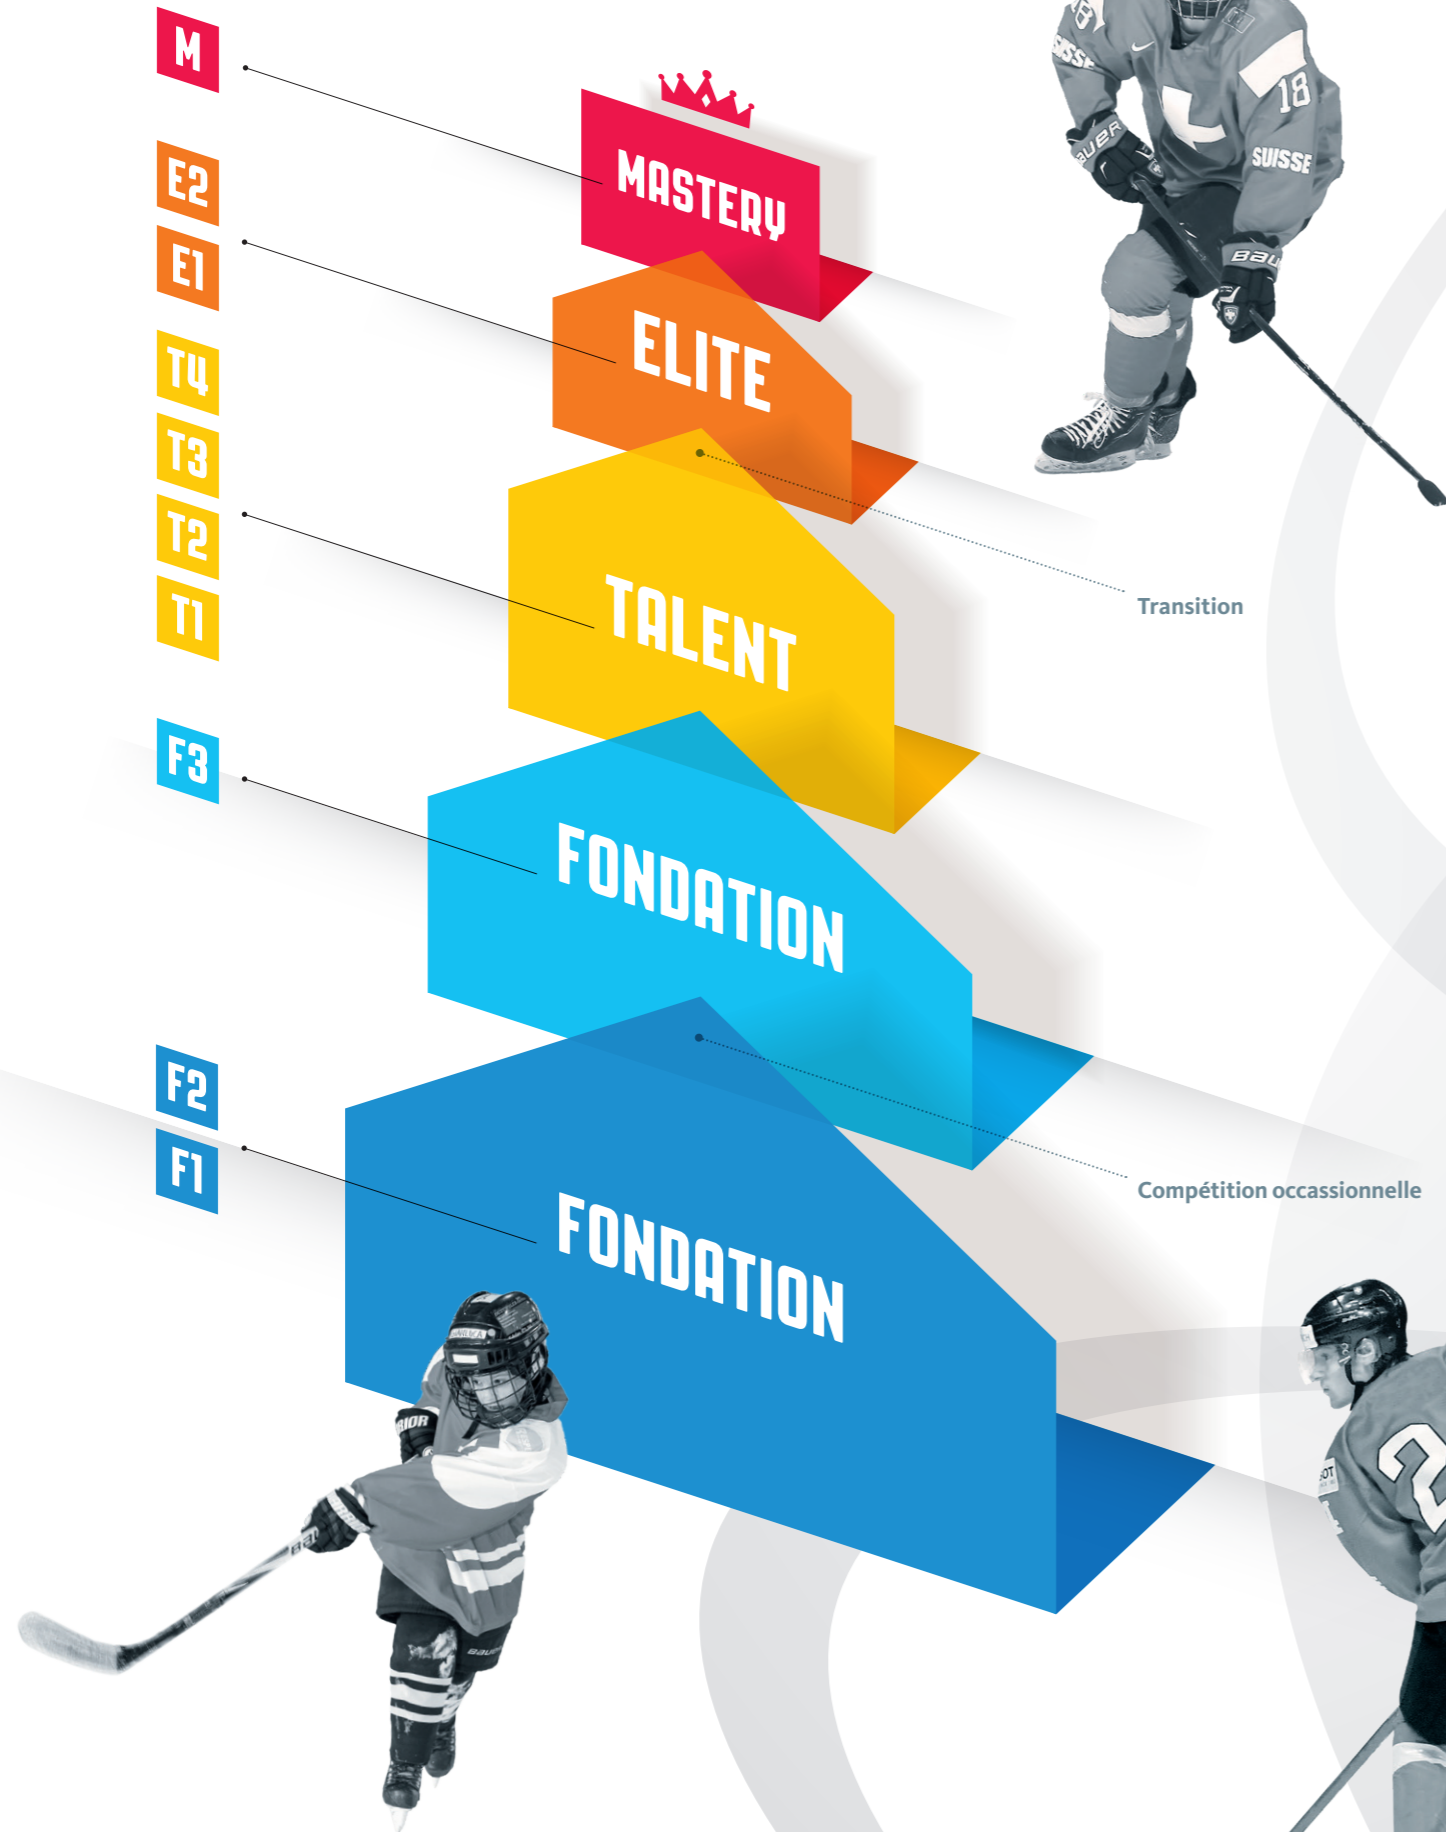 M
E2
E1
T4
T3
T2
T1
F3
F2
F1
MASTERY
ELITE
TALENT
FONDATION
FONDATION
Transition
Compétition occassionnelle
18
SUISSE
BAUER